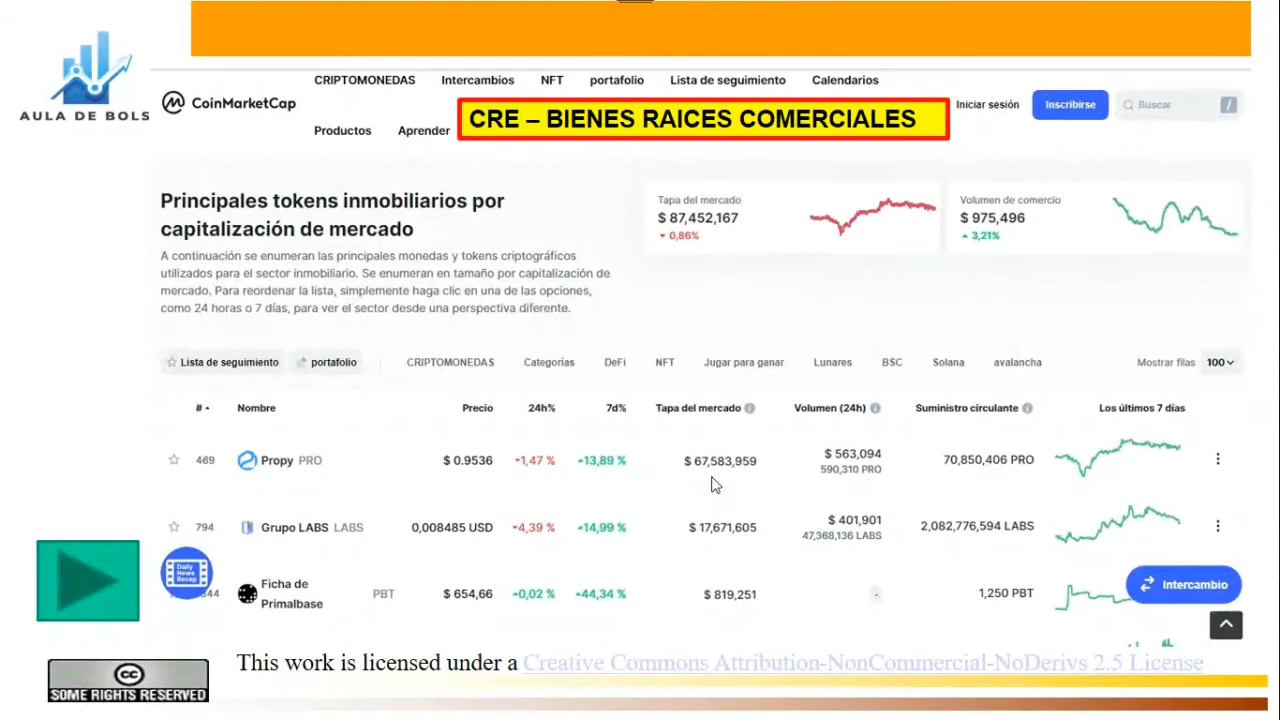 AULA DE BOLS
CoinMarketCap
CRIPTOMONEDAS Intercambios NFT portafolio Lista de seguimiento Calendarios
Productos Aprender
CRE – BIENES RAICES COMERCIALES
Iniciar sesión Inscribirse Buscar /
Principales tokens inmobiliarios por
capitalización de mercado
A continuación se enumeran las principales monedas y tokens criptográficos
utilizados para el sector inmobiliario. Se enumeran en tamaño por capitalización de
mercado. Para reordenar la lista, simplemente haga clic en una de las opciones,
como 24 horas o 7 días, para ver el sector desde una perspectiva diferente.
Tapa del mercado
$ 87,452,167
0,86%
Volumen de comercio
$ 975,496
3,21%
Lista de seguimiento portafolio CRIPTOMONEDAS Categorías DeFi NFT Jugar para ganar Lunares BSC Solana avalancha Mostrar filas 100
# Nombre Precio 24h% 7d% Tapa del mercado Volumen (24h) Suministro circulante Los últimos 7 días
469 Propy PRO $ 0.9536 1,47 % 13,89 % $ 67,583,959 $ 563,094 70,850,406 PRO
590,310 PRO
794 Grupo LABS LABS 0,008485 USD 4,39 % 14,99 % $ 17,671,605 $ 401,901 2,082,776,594 LABS
47,368,136 LABS
Daily
News
Recap
Ficha de
Primalbase PBT $ 654,66 0,02 % 44,34 % $ 819,251 - 1,250 PBT
Intercambio
cc
SOME RIGHTS RESERVED
This work is licensed under a Creative Commons Attribution-NonCommercial-NoDerivs 2.5 License